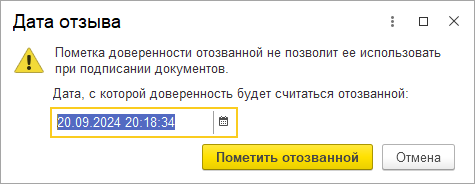 Дата отзыва
Пометка доверенности отозванной не позволит ее использовать
при подписании документов.
Дата, с которой доверенность будет считаться отозванной:
20.09.2024 20:18:34
Пометить отозванной
Отмена